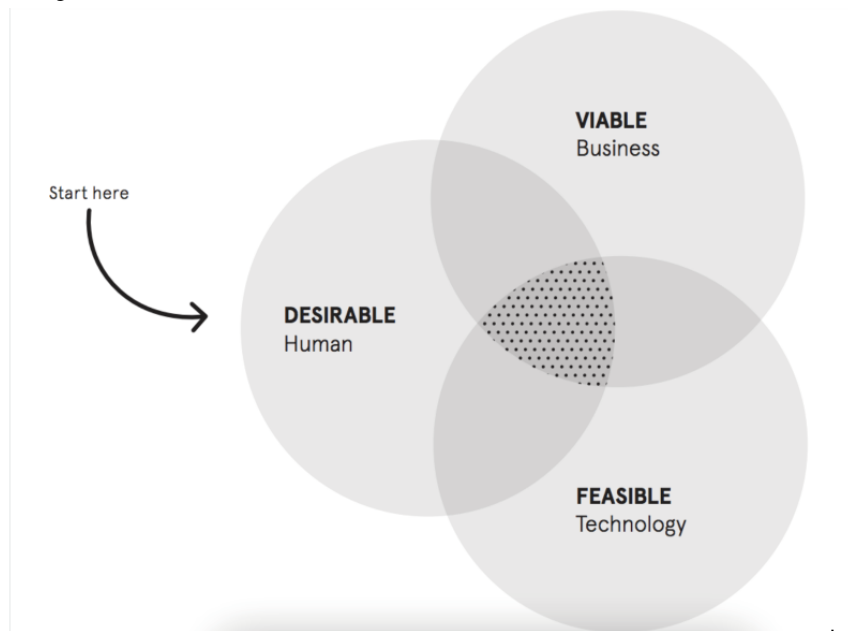 Start here
DESIRABLE
Human
VIABLE
Business
FEASIBLE
Technology